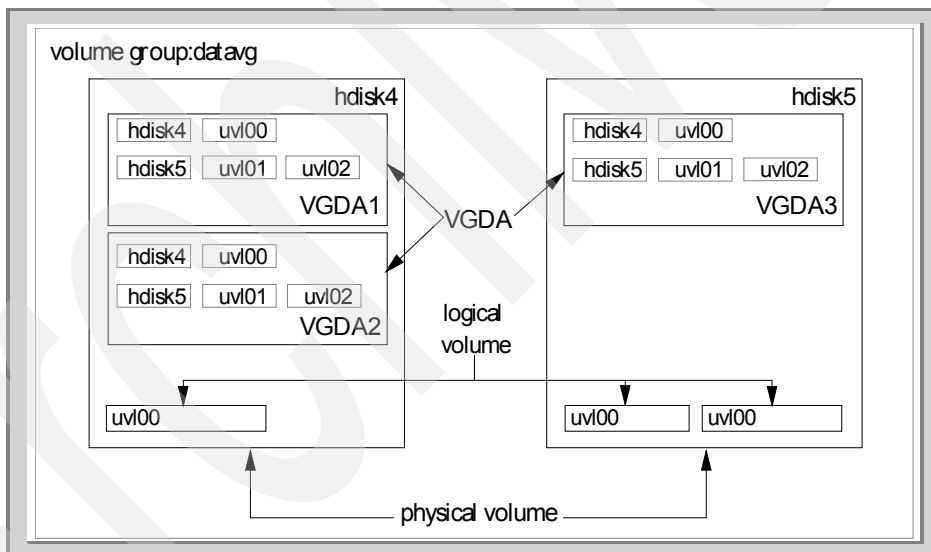 volume group:datavg
hdisk4
hdisk4 uvl00
hdisk5 uvl01 uvl02
VGDA1
hdisk4 uvl00
hdisk5 uvl01 uvl02
VGDA2
uvl00
VGDA
logical
volume
hdisk5
hdisk4 uvl00
hdisk5 uvl01 uvl02
VGDA3
uvl00 uvl00
physical volume